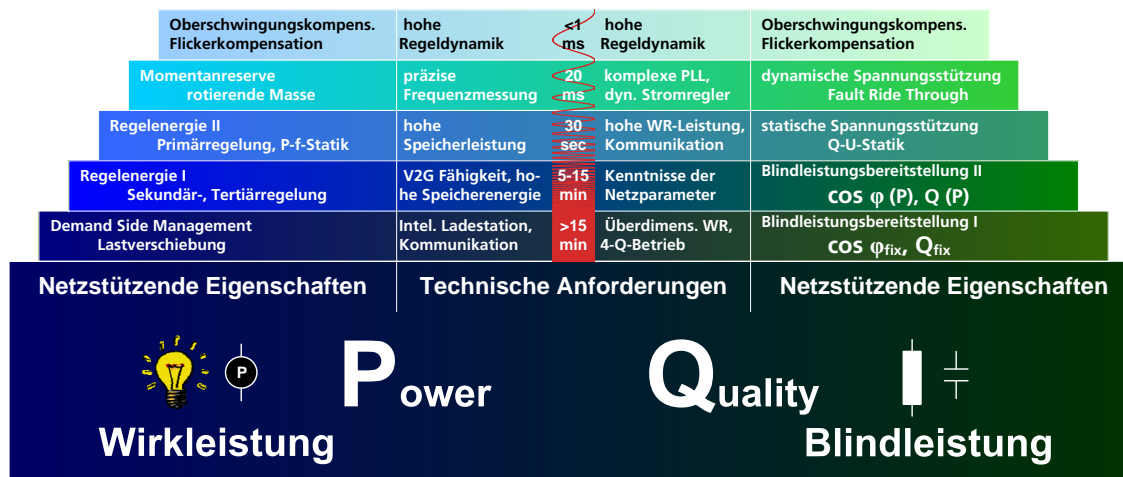 Oberschwingungskompens.
Flickerkompensation
hohe
Regeldynamik
<1
ms
hohe
Regeldynamik
Oberschwingungskompens.
Flickerkompensation
Momentanreserve
rotierende Masse
präzise
Frequenzmessung
20
ms
komplexe PLL,
dyn. Stromregler
dynamische Spannungsstützung
Fault Ride Through
Regelenergie II
Primärregelung, P-f-Statik
hohe
Speicherleistung
30
sec
hohe WR-Leistung,
Kommunikation
statische Spannungsstützung
Q-U-Statik
Regelenergie I
Sekundär-, Tertiärregelung
V2G Fähigkeit, ho-
he Speicherenergie
5-15
min
Kenntnisse der
Netzparameter
Blindleistungsbereitstellung II
cos φ (P), Q (P)
Demand Side Management
Lastverschiebung
Intel. Ladestation,
Kommunikation
>15
min
Überdimens. WR,
4-Q-Betrieb
Blindleistungsbereitstellung I
cos φfix, Qfix
Netzstützende Eigenschaften
Technische Anforderungen
Netzstützende Eigenschaften
P
Power
Quality
Wirkleistung
Blindleistung